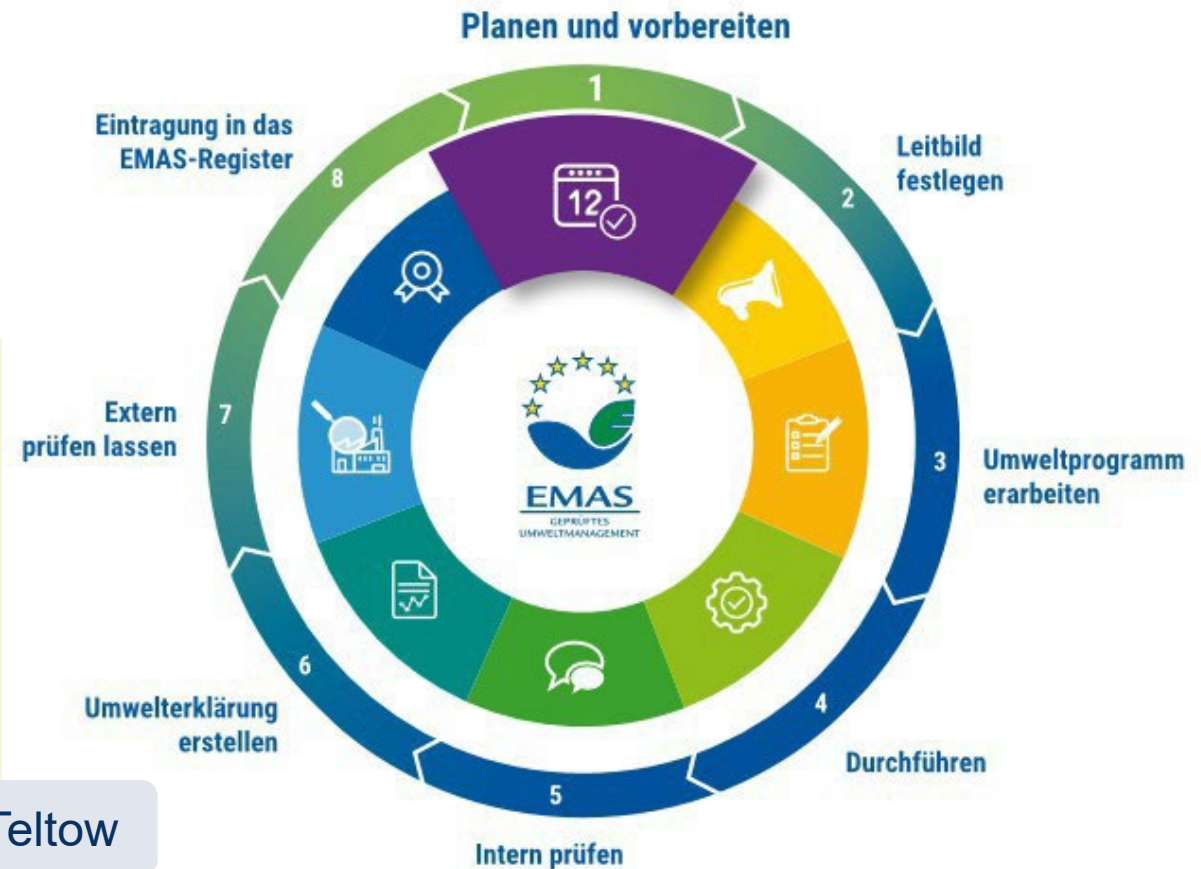 Planen und vorbereiten
1
12
Leitbild
festlegen
2
3
Umweltprogramm
erarbeiten
4
Durchführen
5
Intern prüfen
6
Umwelterklärung
erstellen
7
Extern
prüfen lassen
8
Eintragung in das
EMAS-Register
EMAS
GEPRÜFTES
UMWELTMANAGEMENT
Teltow